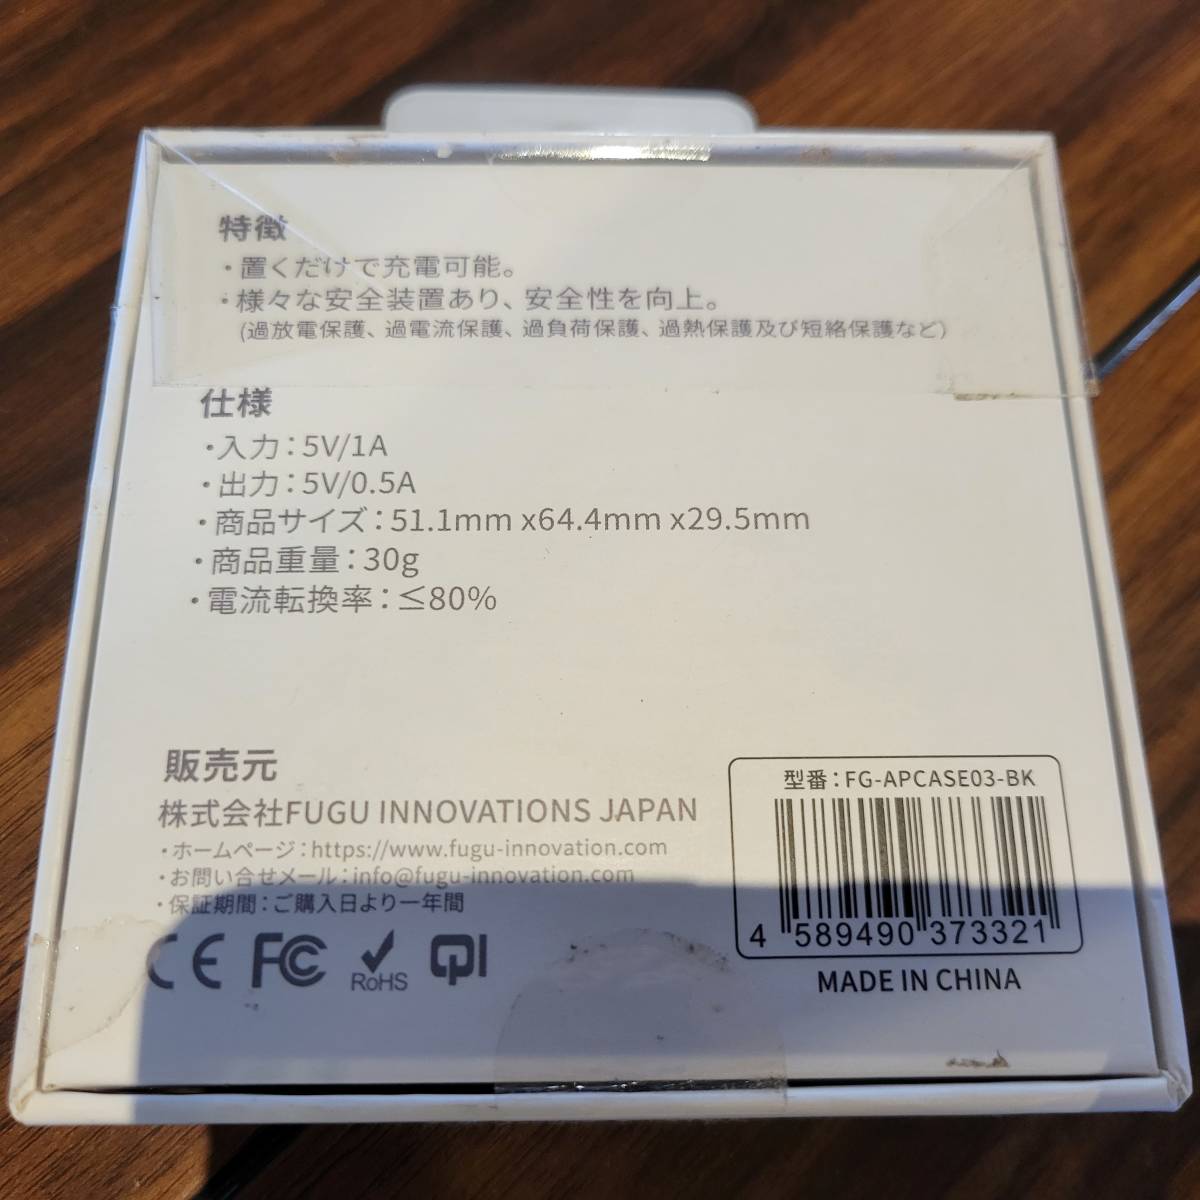 特徴
・置くだけで充電可能。
・様々な安全装置あり、安全性を向上。
(過放電保護、過電流保護、過負荷保護、過熱保護及び短絡保護など)
仕様
・入力：5V/1A
・出力：5V/0.5A
・商品サイズ：51.1mm x64.4mm x29.5mm
・商品重量：30g
・電流転換率：≤80%
販売元
株式会社FUGU INNOVATIONS JAPAN
・ホームページ：https://www.fugu-innovation.com
・お問い合せメール：info@fugu-innovation.com
・保証期間：ご購入日より一年間
CE FC RoHS QI
型番：FG-APCASE03-BK
4 589490 373321
MADE IN CHINA